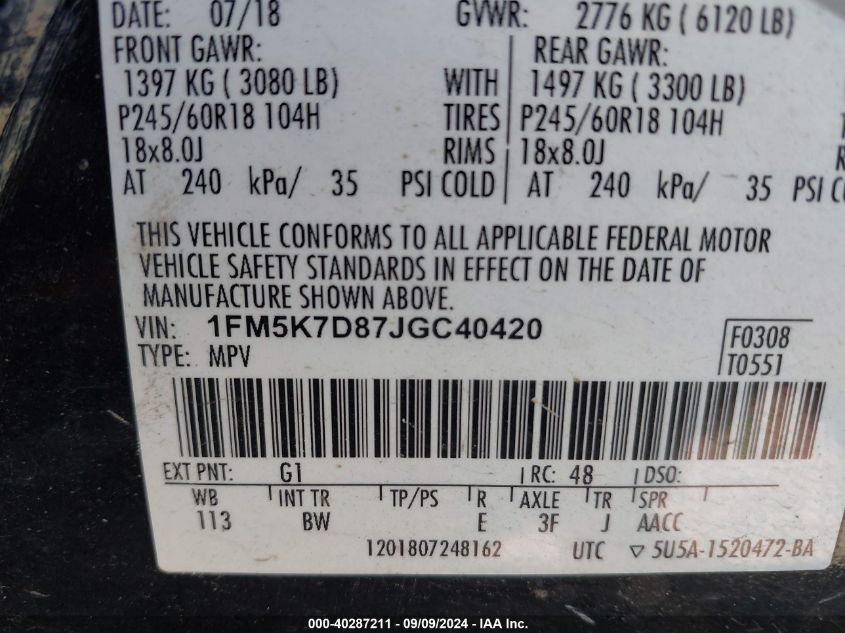 DATE: 07/18 GVWR: 2776 KG ( 6120 LB)
FRONT GAWR: REAR GAWR:
1397 KG ( 3080 LB) WITH 1497 KG ( 3300 LB)
P245/60R18 104H TIRES P245/60R18 104H
18x8.0J RIMS 18x8.0J
AT 240 kPa/ 35 PSI COLD AT 240 kPa/ 35 PSI
THIS VEHICLE CONFORMS TO ALL APPLICABLE FEDERAL MOTOR
VEHICLE SAFETY STANDARDS IN EFFECT ON THE DATE OF
MANUFACTURE SHOWN ABOVE.
VIN: 1FM5K7D87JGC40420 F0308
TYPE: MPV T0551
EXT PNT: G1 RC: 48 DSO:
WB INT TR TP/PS R AXLE TR SPR
113 BW E 3F J AACC
1201807248162 UTC ▽ 5U5A-1520472-BA
000-40287211 - 09/09/2024 - IAA Inc.